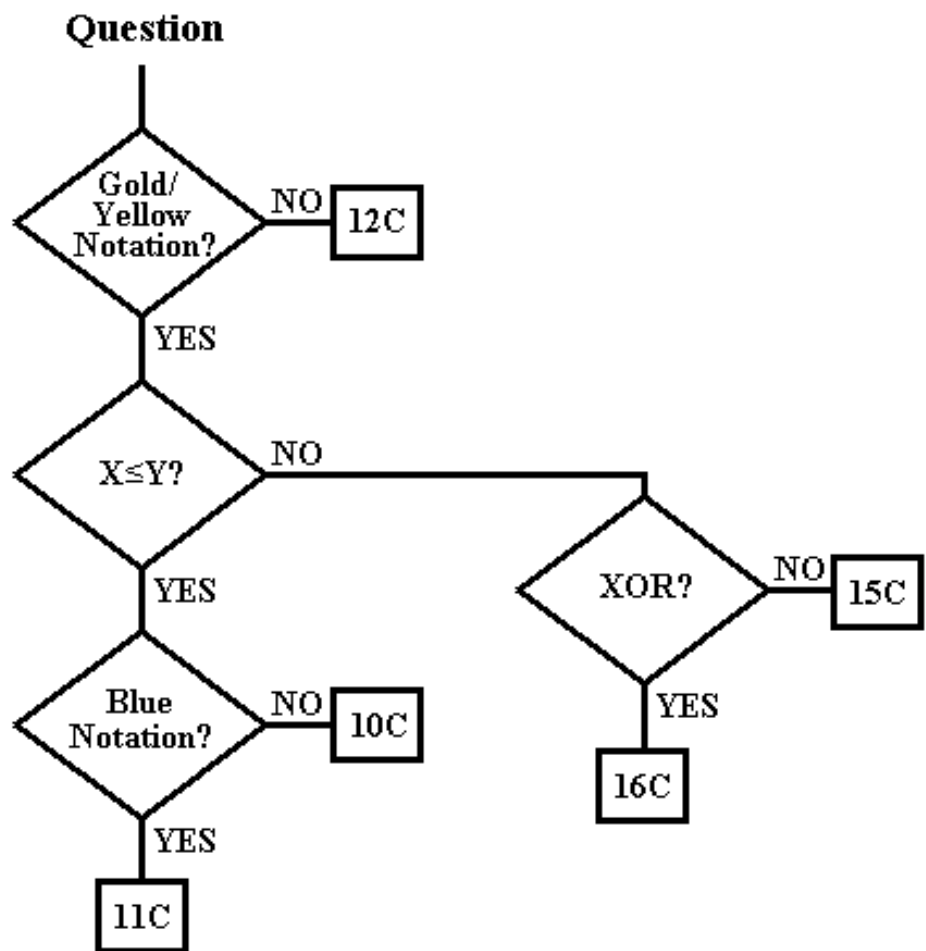 Question
Gold/
Yellow
Notation?
NO
12C
YES
X≤Y?
NO
YES
XOR?
NO
15C
YES
16C
Blue
Notation?
NO
10C
YES
11C